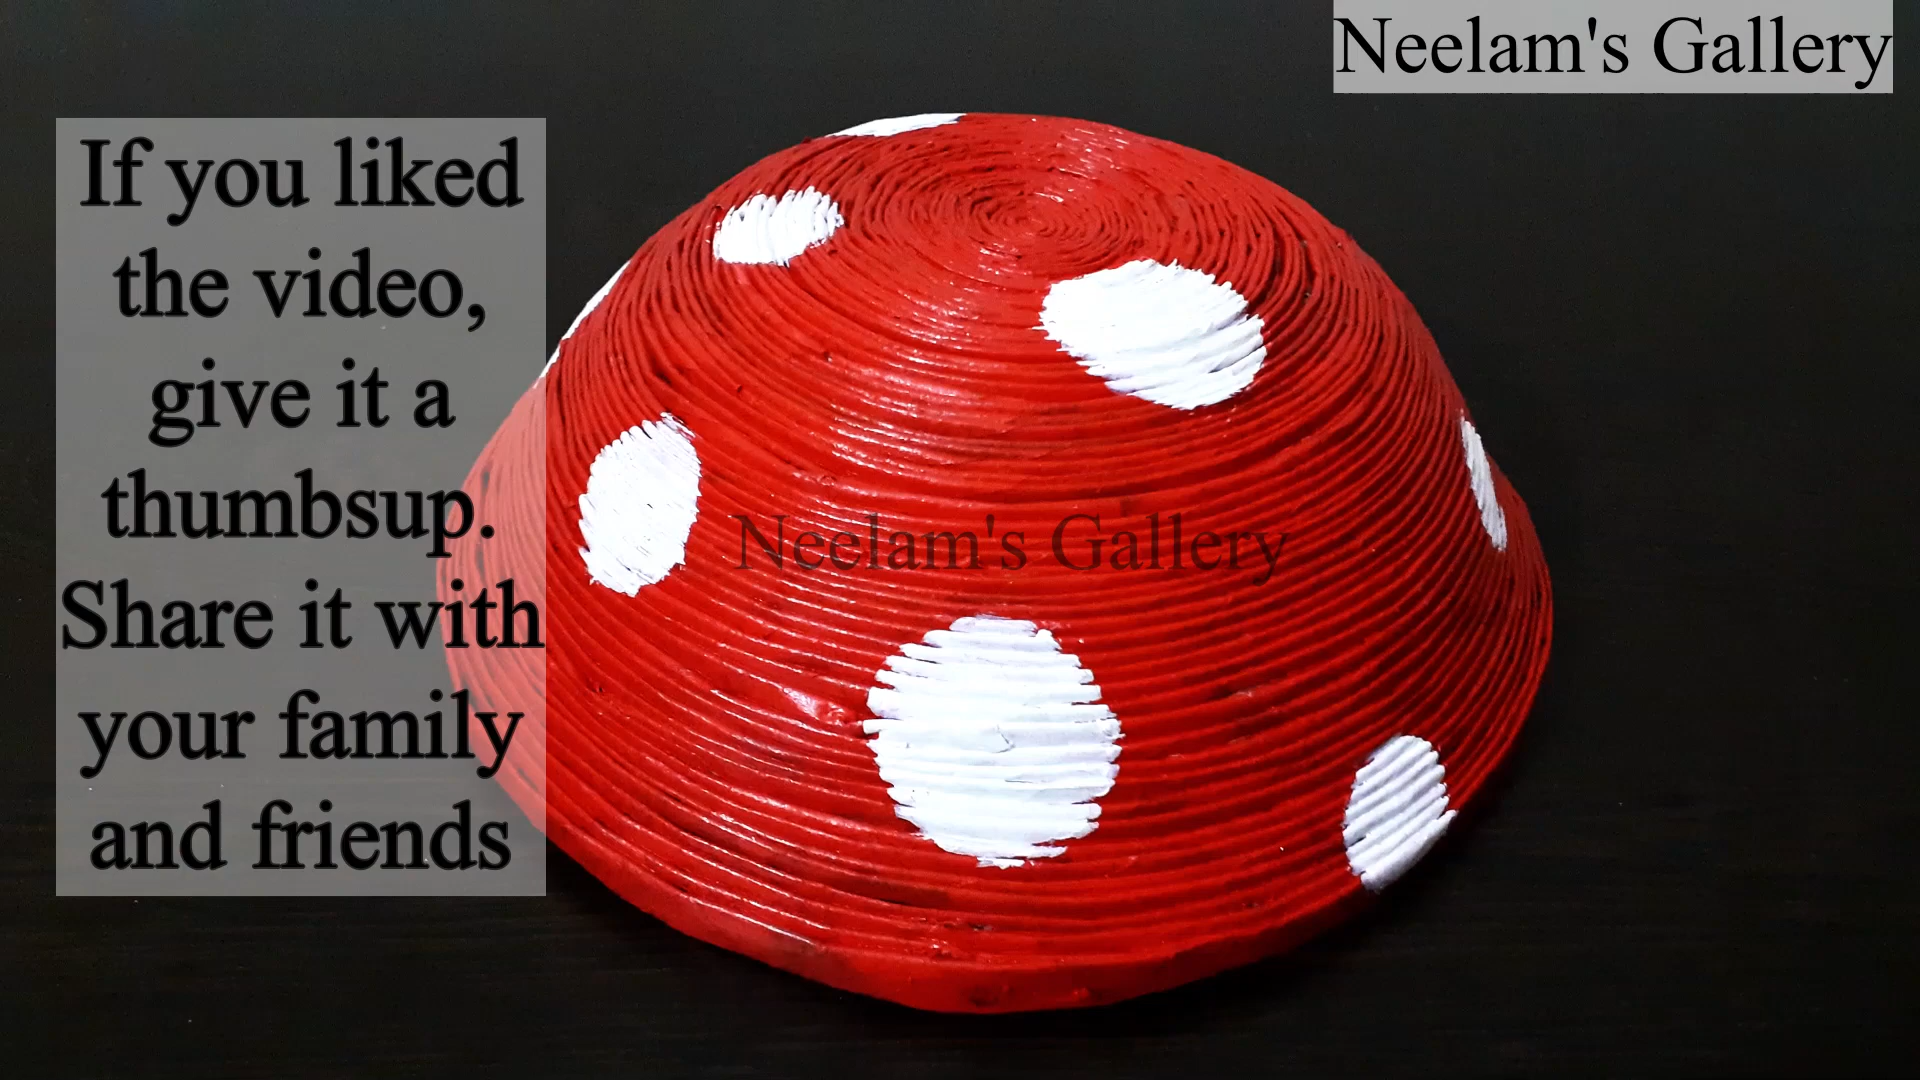 Neelam's Gallery
If you liked
the video,
give it a
thumbsup.
Share it with
your family
and friends
Neelam's Gallery